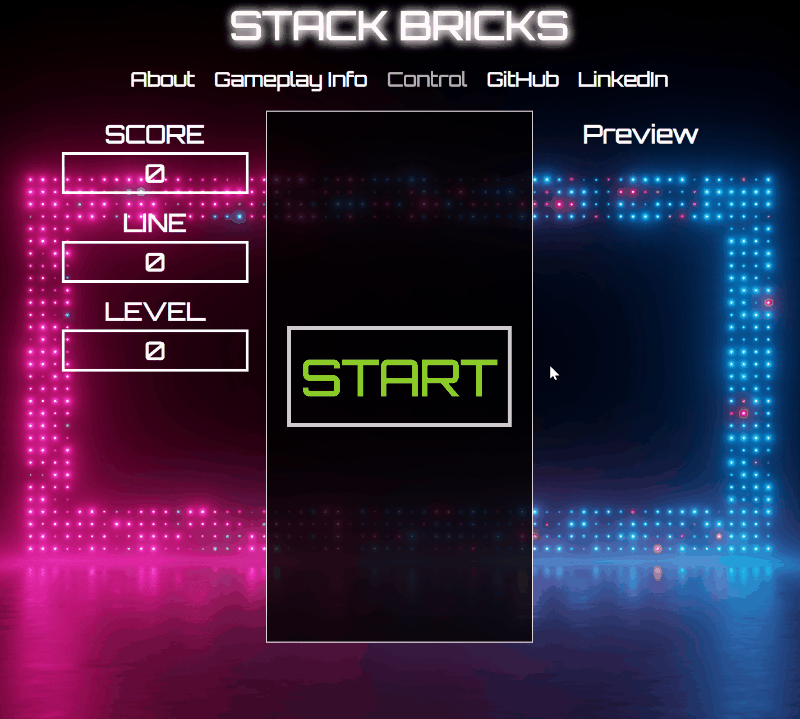 STACK BRICKS
About Gameplay Info Control GitHub LinkedIn
SCORE
0
LINE
0
LEVEL
0
START
Preview